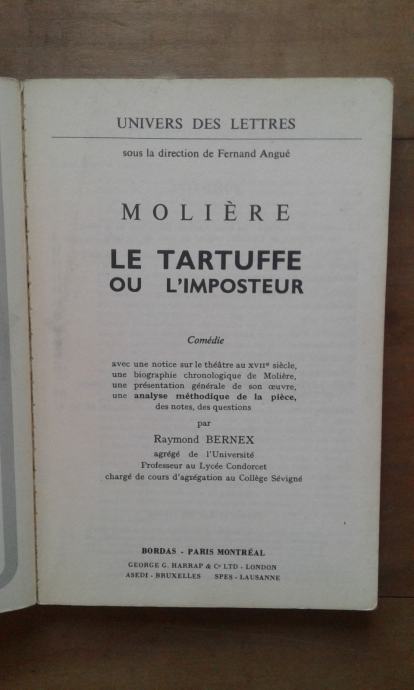 UNIVERS DES LETTRES
sous la direction de Fernand Angué
MOLIÈRE
LE TARTUFFE
OU L'IMPOSTEUR
Comédie
avec une notice sur le théâtre au XVIIe siècle,
une biographie chronologique de Molière,
une présentation générale de son œuvre,
une analyse méthodique de la pièce,
des notes, des questions
par
Raymond BERNEX
agrégé de l'Université
Professeur au Lycée Condorcet
chargé de cours d'agrégation au Collège Sévigné
BORDAS - PARIS MONTRÉAL
GEORGE G. HARRAP & Co LTD - LONDON
ASEDI - BRUXELLES SPES - LAUSANNE